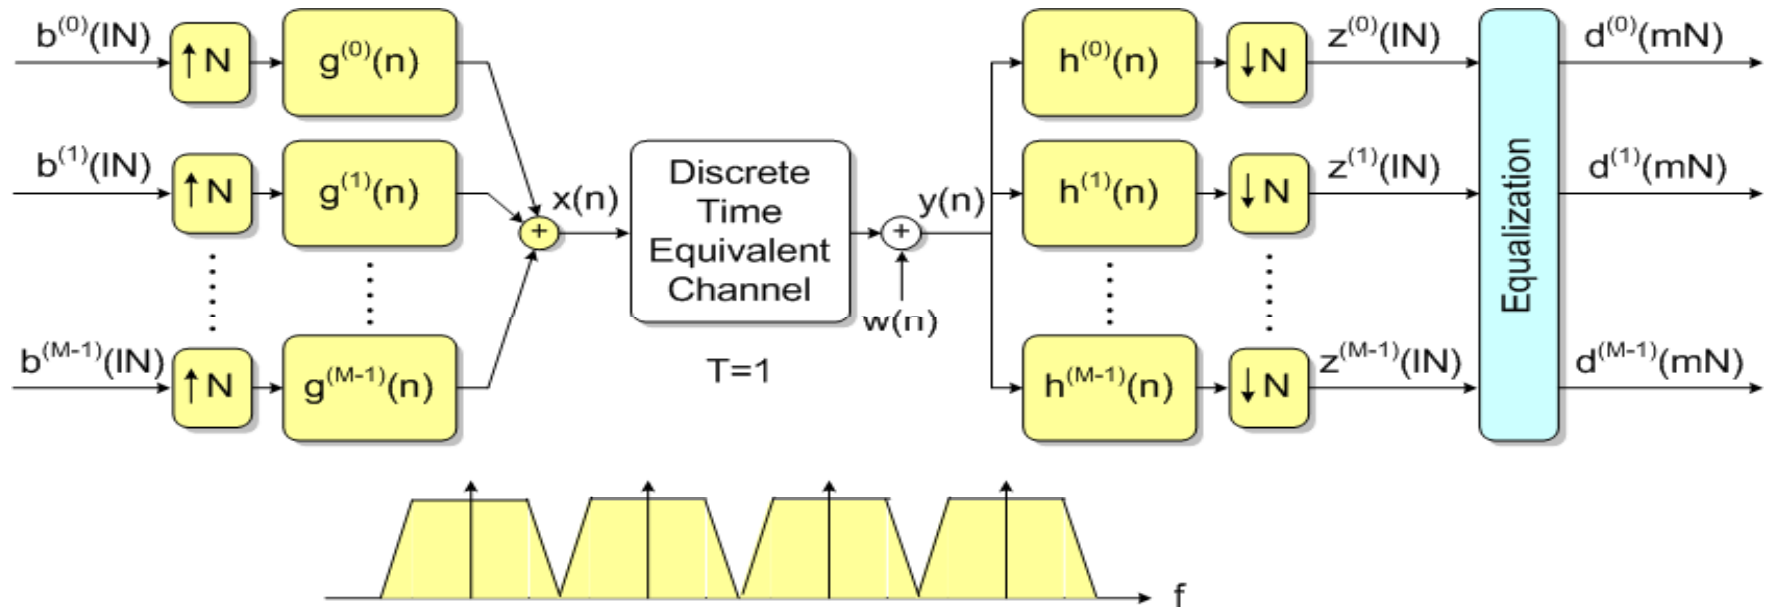 b^(0)(lN)
↑N
g^(0)(n)
h^(0)(n)
↓N
z^(0)(lN)
d^(0)(mN)
b^(1)(lN)
↑N
g^(1)(n)
x(n)
Discrete
Time
Equivalent
Channel
T=1
+
+
w(n)
y(n)
h^(1)(n)
↓N
z^(1)(lN)
d^(1)(mN)
b^(M-1)(lN)
↑N
g^(M-1)(n)
h^(M-1)(n)
↓N
z^(M-1)(lN)
Equalization
d^(M-1)(mN)
f